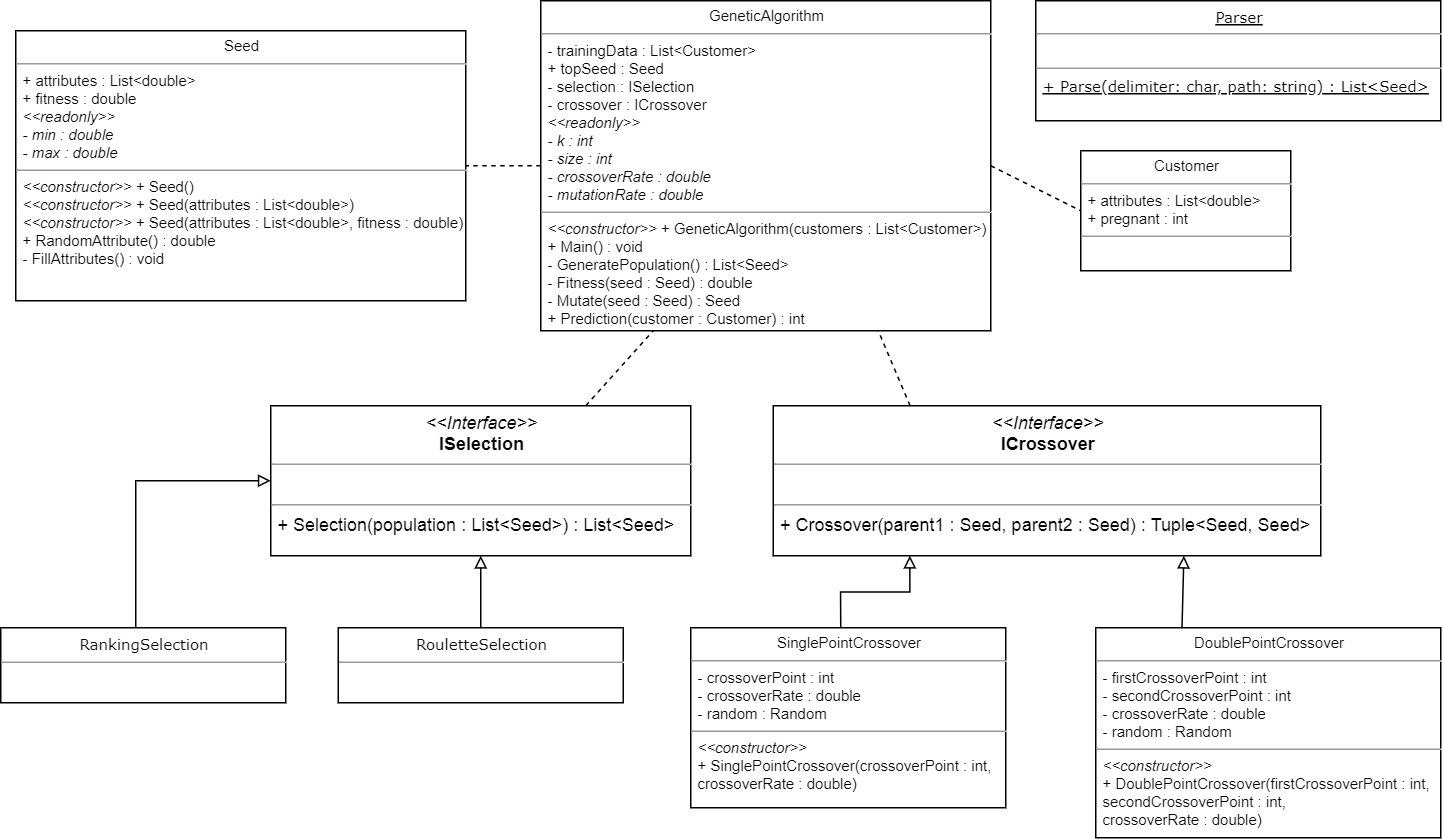 Seed
+ attributes : List<double>
+ fitness : double
<<readonly>>
- min : double
- max : double
<<constructor>> + Seed()
<<constructor>> + Seed(attributes : List<double>)
<<constructor>> + Seed(attributes : List<double>, fitness : double)
+ RandomAttribute() : double
- FillAttributes() : void
GeneticAlgorithm
- trainingData : List<Customer>
+ topSeed : Seed
- selection : ISelection
- crossover : ICrossover
<<readonly>>
- k : int
- size : int
- crossoverRate : double
- mutationRate : double
<<constructor>> + GeneticAlgorithm(customers : List<Customer>)
+ Main() : void
- GeneratePopulation() : List<Seed>
- Fitness(seed : Seed) : double
- Mutate(seed : Seed) : Seed
+ Prediction(customer : Customer) : int
Parser
+ Parse(delimiter: char, path: string) : List<Seed>
Customer
+ attributes : List<double>
+ pregnant : int
<<Interface>>
ISelection
+ Selection(population : List<Seed>) : List<Seed>
<<Interface>>
ICrossover
+ Crossover(parent1 : Seed, parent2 : Seed) : Tuple<Seed, Seed>
RankingSelection
RouletteSelection
SinglePointCrossover
- crossoverPoint : int
- crossoverRate : double
- random : Random
<<constructor>>
+ SinglePointCrossover(crossoverPoint : int,
crossoverRate : double)
DoublePointCrossover
- firstCrossoverPoint : int
- secondCrossoverPoint : int
- crossoverRate : double
- random : Random
<<constructor>>
+ DoublePointCrossover(firstCrossoverPoint : int,
secondCrossoverPoint : int,
crossoverRate : double)